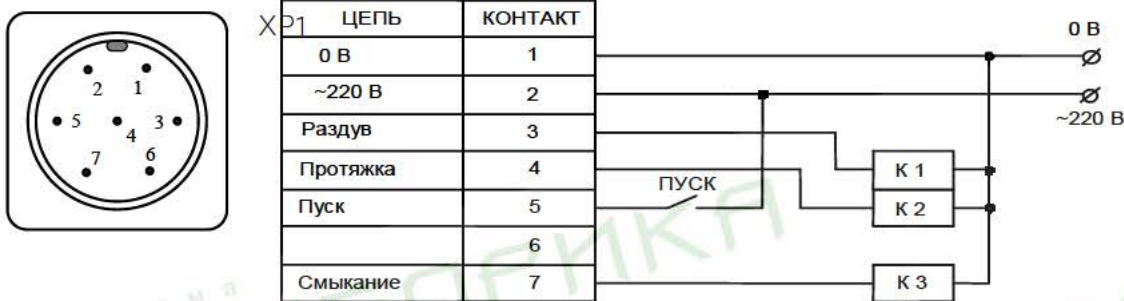 XP1
ЦЕПЬ КОНТАКТ
0 В 1
~220 В 2
Раздув 3
Протяжка 4
Пуск 5
6
Смыкание 7
2 1
5 4 3
7 6
ПУСК
К 1
К 2
К 3
0 В
~220 В